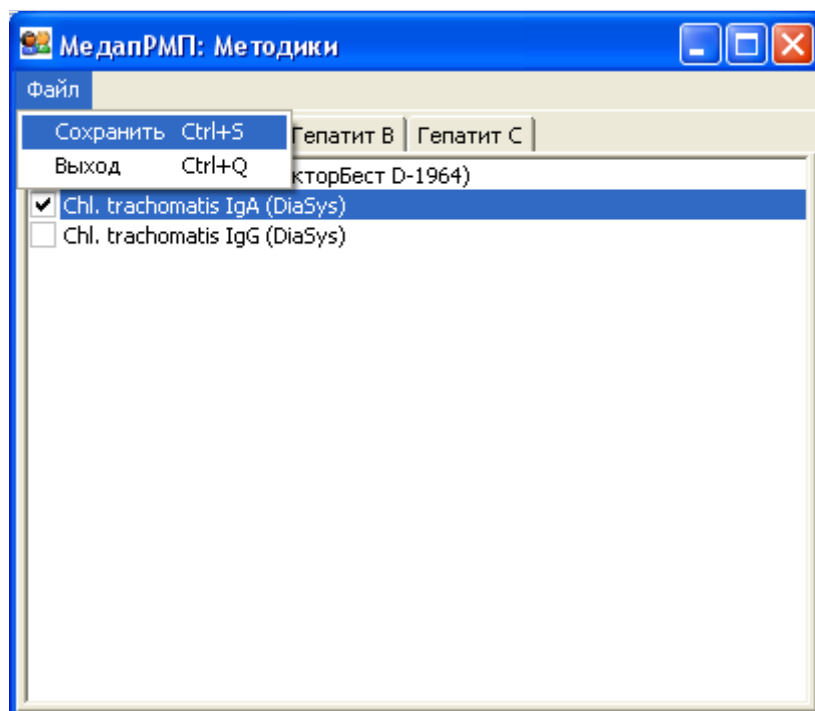 МедапРМП: Методики
Файл
Сохранить Ctrl+S
Выход Ctrl+Q
Гепатит В Гепатит С
кторБест D-1964)
Chl. trachomatis IgA (DiaSys)
Chl. trachomatis IgG (DiaSys)